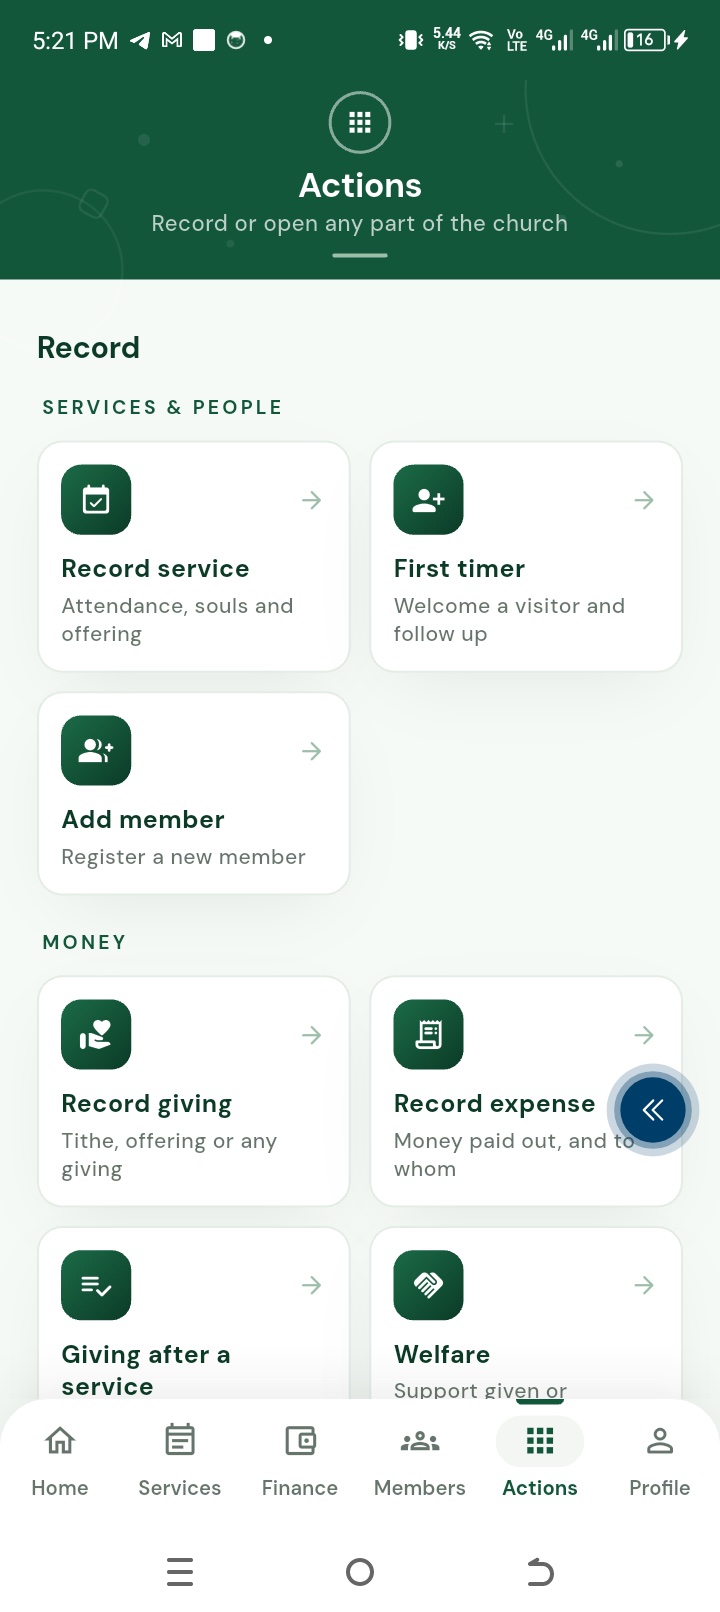 5:21 PM
5.44 K/S
Vo LTE
4G
4G
16
Actions
Record or open any part of the church
Record
SERVICES & PEOPLE
Record service
Attendance, souls and
offering
First timer
Welcome a visitor and
follow up
Add member
Register a new member
MONEY
Record giving
Tithe, offering or any
giving
Record expense
Money paid out, and to
whom
Giving after a
service
Welfare
Support given or
Home
Services
Finance
Members
Actions
Profile